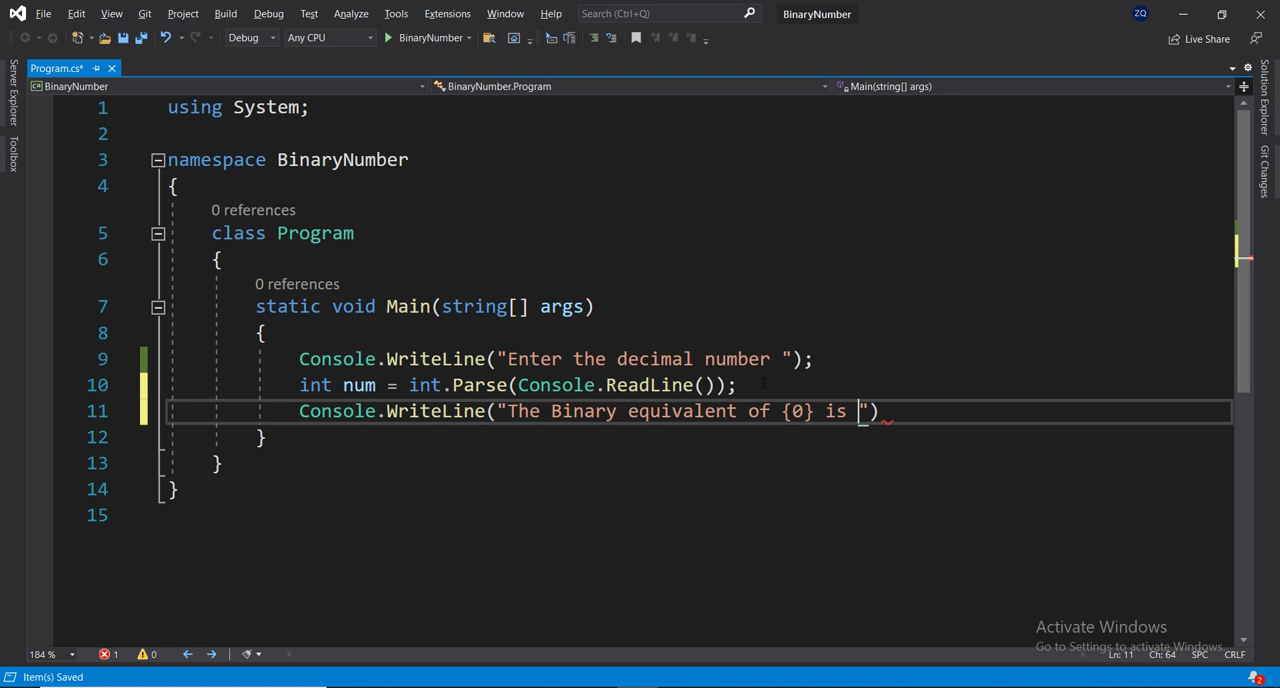 File Edit View Git Project Build Debug Test Analyze Tools Extensions Window Help Search (Ctrl+Q) BinaryNumber ZQ
Debug Any CPU BinaryNumber Live Share
Server Explorer
Toolbox
Program.cs*
BinaryNumber BinaryNumber.Program Main(string[] args)
1 using System;
2
3 namespace BinaryNumber
4 {
0 references
5 class Program
6 {
0 references
7 static void Main(string[] args)
8 {
9 Console.WriteLine("Enter the decimal number ");
10 int num = int.Parse(Console.ReadLine());
11 Console.WriteLine("The Binary equivalent of {0} is ")
12 }
13 }
14 }
15
Solution Explorer
Git Changes
Activate Windows
Go to Settings to activate Windows.
184 % 1 0 Ln: 11 Ch: 64 SPC CRLF
Item(s) Saved 2